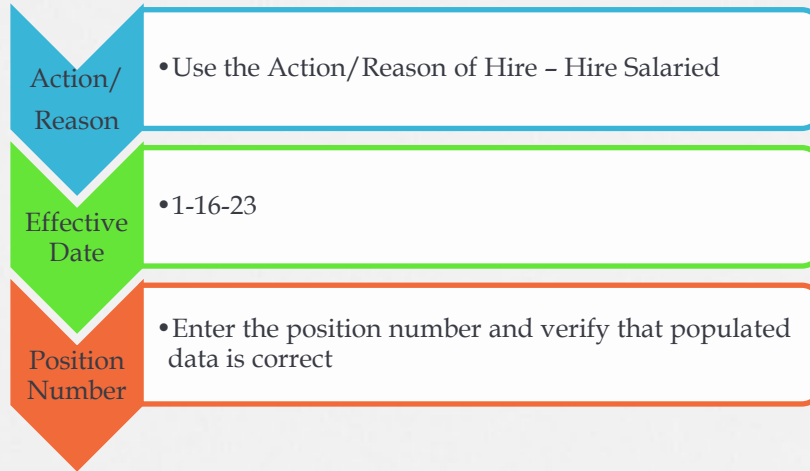 Action/
Reason
•Use the Action/Reason of Hire – Hire Salaried
Effective
Date
•1-16-23
Position
Number
•Enter the position number and verify that populated
data is correct